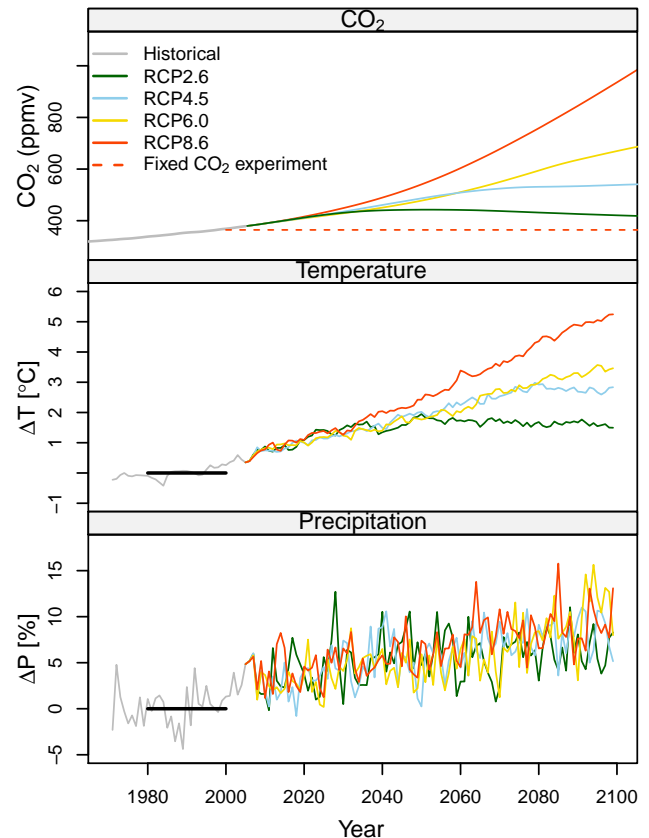 CO₂
Historical
RCP2.6
RCP4.5
RCP6.0
RCP8.6
Fixed CO₂ experiment
CO₂ (ppmv)
400 600 800
Temperature
ΔT [°C]
−1 1 2 3 4 5 6
Precipitation
ΔP [%]
−5 0 5 10 15
1980 2000 2020 2040 2060 2080 2100
Year